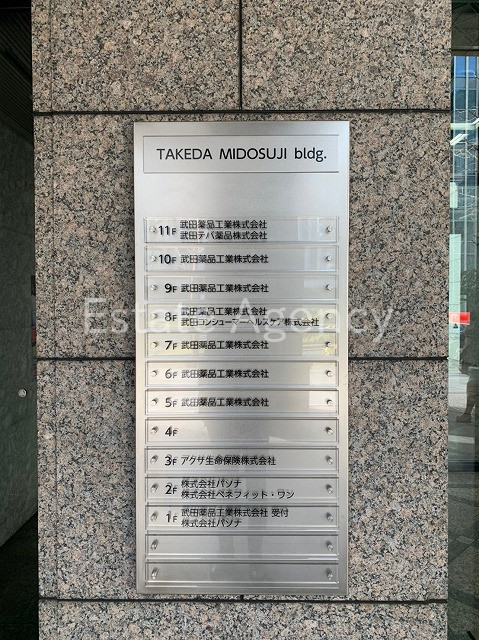 TAKEDA MIDOSUJI bldg.
11F 武田薬品工業株式会社
武田テバ薬品株式会社
10F 武田薬品工業株式会社
9F 武田薬品工業株式会社
8F 武田薬品工業株式会社
武田コンシューマーヘルスケア株式会社
Estate Agency
7F 武田薬品工業株式会社
6F 武田薬品工業株式会社
5F 武田薬品工業株式会社
4F
3F アクサ生命保険株式会社
2F 株式会社パソナ
株式会社ベネフィット・ワン
1F 武田薬品工業株式会社 受付
株式会社パソナ